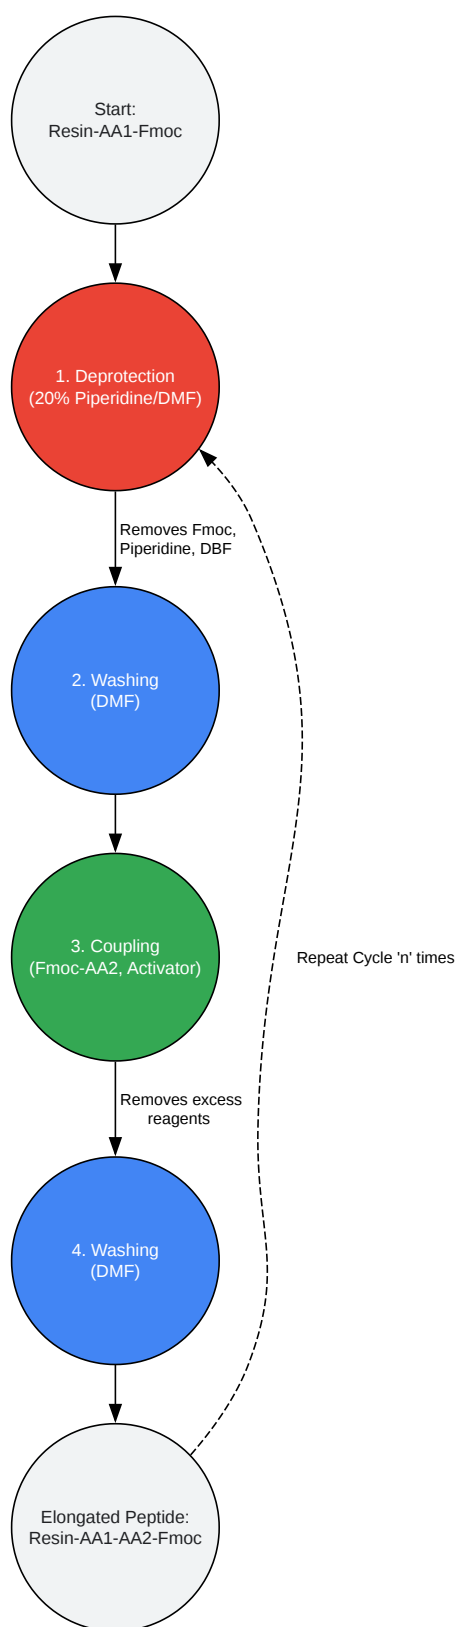 Start:
Resin-AA1-Fmoc
1. Deprotection
(20% Piperidine/DMF)
Removes Fmoc,
Piperidine, DBF
2. Washing
(DMF)
3. Coupling
(Fmoc-AA2, Activator)
Repeat Cycle 'n' times
Removes excess
reagents
4. Washing
(DMF)
Elongated Peptide:
Resin-AA1-AA2-Fmoc